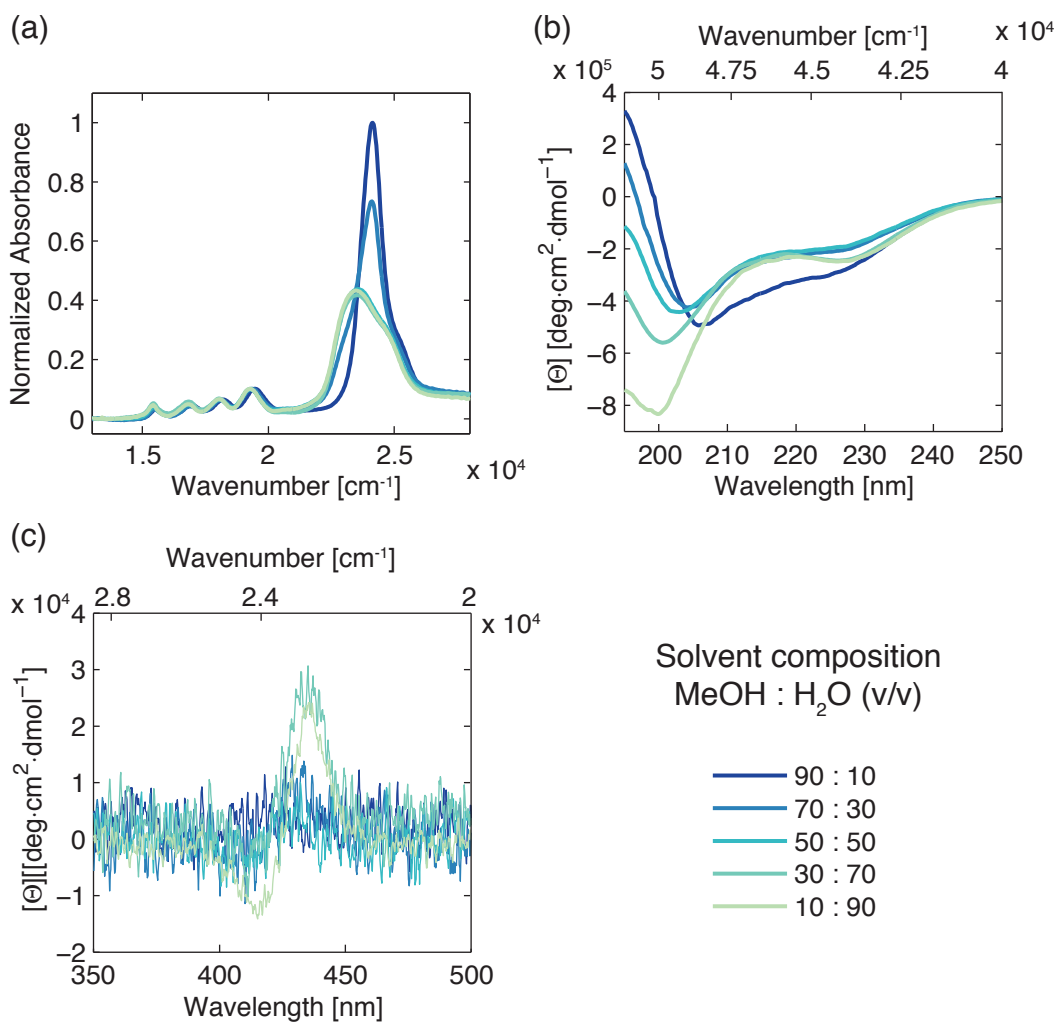 (a)
Normalized Absorbance
1
0.8
0.6
0.4
0.2
0
1.5
2
2.5
x 10⁴
Wavenumber [cm⁻¹]
(b)
Wavenumber [cm⁻¹]
x 10⁴
x 10⁵
5
4.75
4.5
4.25
4
[Θ] [deg·cm²·dmol⁻¹]
4
2
0
−2
−4
−6
−8
200
210
220
230
240
250
Wavelength [nm]
(c)
Wavenumber [cm⁻¹]
x 10⁴
2.8
2.4
2
x 10⁴
[Θ][[deg·cm²·dmol⁻¹]
4
3
2
1
0
−1
−2
350
400
450
500
Wavelength [nm]
Solvent composition
MeOH : H₂O (v/v)
90 : 10
70 : 30
50 : 50
30 : 70
10 : 90